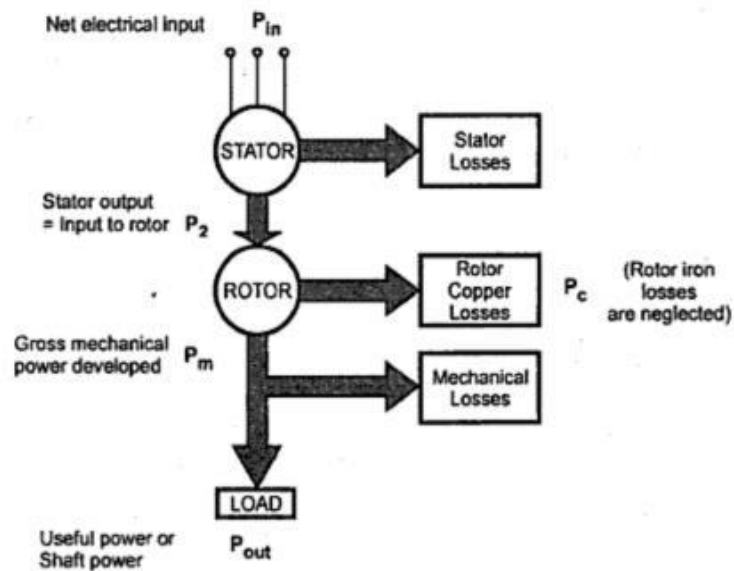 Net electrical input
P_in
STATOR
Stator
Losses
Stator output
= Input to rotor P_2
ROTOR
Rotor
Copper
Losses
P_c
(Rotor iron
losses
are neglected)
Gross mechanical
power developed P_m
Mechanical
Losses
LOAD
Useful power or
Shaft power
P_out